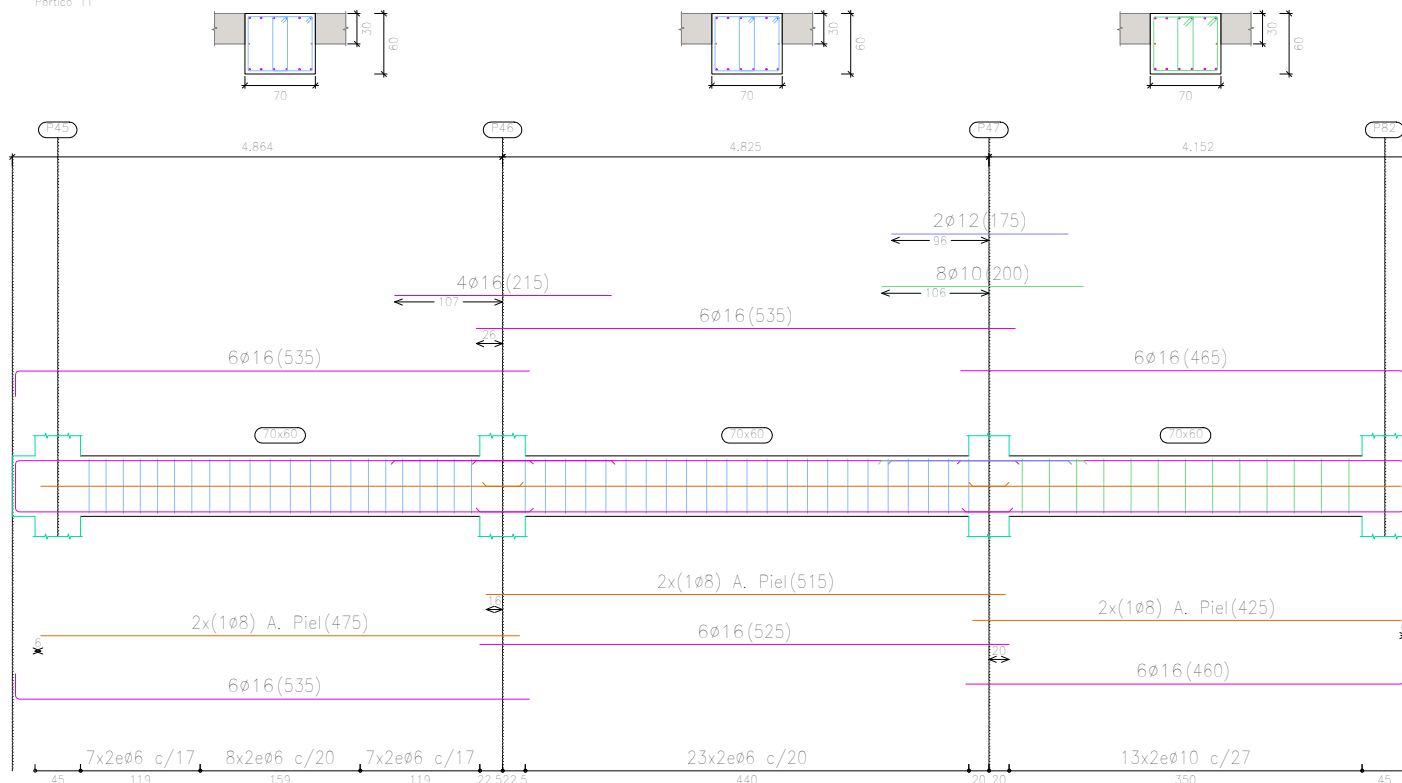 Pórtico 11
30
60
70
30
60
70
30
60
70
P45
P46
P47
P82
4.864
4.825
4.152
2ø12(175)
96
4ø16(215)
8ø10(200)
107
106
6ø16(535)
26
6ø16(535)
6ø16(465)
70x60
70x60
70x60
2x(1ø8) A. Piel(515)
16
2x(1ø8) A. Piel(425)
2x(1ø8) A. Piel(475)
6ø16(525)
6
20
6ø16(460)
6ø16(535)
7x2eø6 c/17
8x2eø6 c/20
7x2eø6 c/17
23x2eø6 c/20
13x2eø10 c/27
45
119
159
119
22.5
22.5
440
20
20
350
45